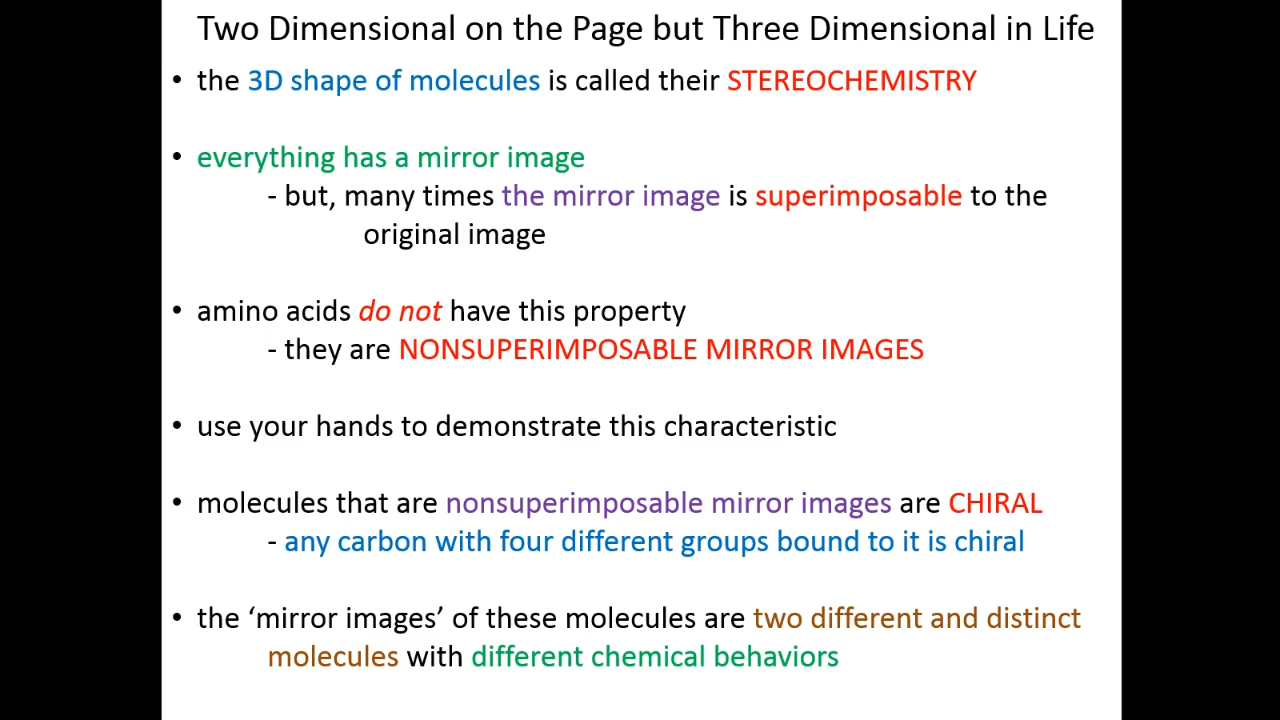 Two Dimensional on the Page but Three Dimensional in Life
• the 3D shape of molecules is called their STEREOCHEMISTRY
• everything has a mirror image
- but, many times the mirror image is superimposable to the
original image
• amino acids do not have this property
- they are NONSUPERIMPOSABLE MIRROR IMAGES
• use your hands to demonstrate this characteristic
• molecules that are nonsuperimposable mirror images are CHIRAL
- any carbon with four different groups bound to it is chiral
• the ‘mirror images’ of these molecules are two different and distinct
molecules with different chemical behaviors